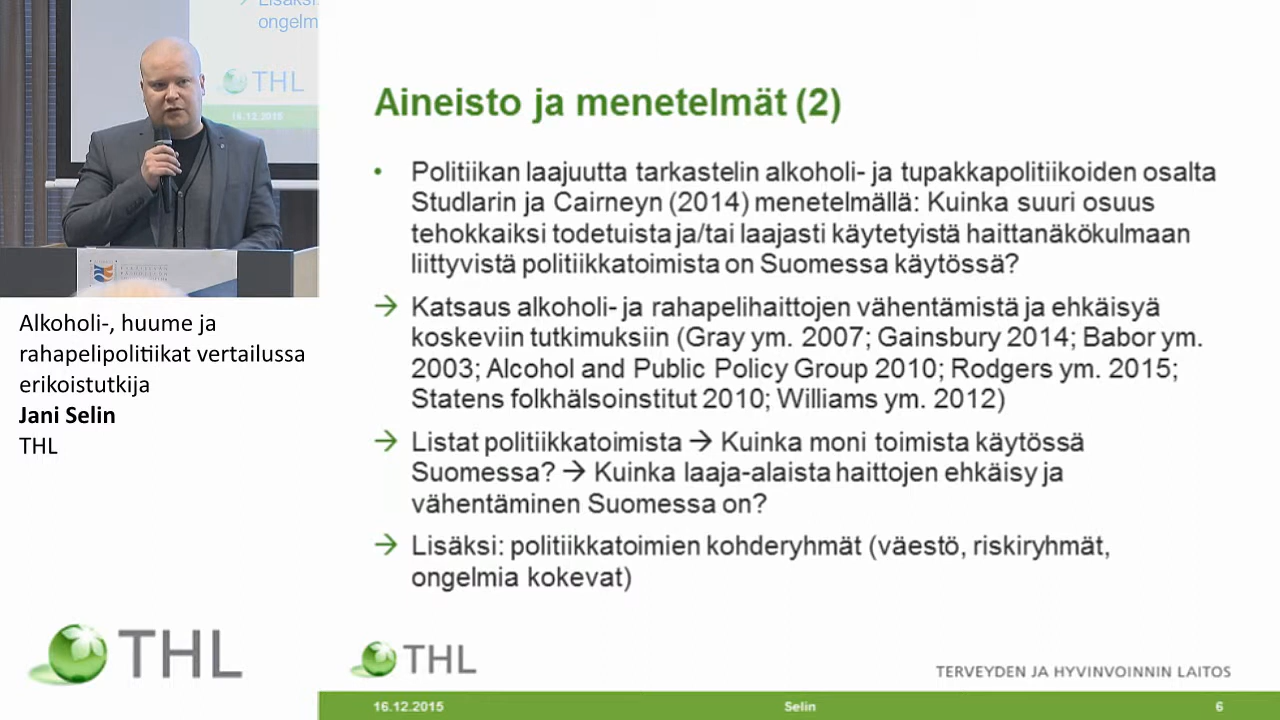 Lisäksi:
ongelm
THL
16.12.2015
Alkoholi-, huume ja
rahapelipolitiikat vertailussa
erikoistutkija
Jani Selin
THL
THL
Aineisto ja menetelmät (2)
• Politiikan laajuutta tarkastelin alkoholi- ja tupakkapolitiikoiden osalta
Studlarin ja Cairneyn (2014) menetelmällä: Kuinka suuri osuus
tehokkaiksi todetuista ja/tai laajasti käytetyistä haittanäkökulmaan
liittyvistä politiikkatoimista on Suomessa käytössä?
→ Katsaus alkoholi- ja rahapelihaittojen vähentämistä ja ehkäisyä
koskeviin tutkimuksiin (Gray ym. 2007; Gainsbury 2014; Babor ym.
2003; Alcohol and Public Policy Group 2010; Rodgers ym. 2015;
Statens folkhälsoinstitut 2010; Williams ym. 2012)
→ Listat politiikkatoimista → Kuinka moni toimista käytössä
Suomessa? → Kuinka laaja-alaista haittojen ehkäisy ja
vähentäminen Suomessa on?
→ Lisäksi: politiikkatoimien kohderyhmät (väestö, riskiryhmät,
ongelmia kokevat)
THL
TERVEYDEN JA HYVINVOINNIN LAITOS
16.12.2015 Selin 6